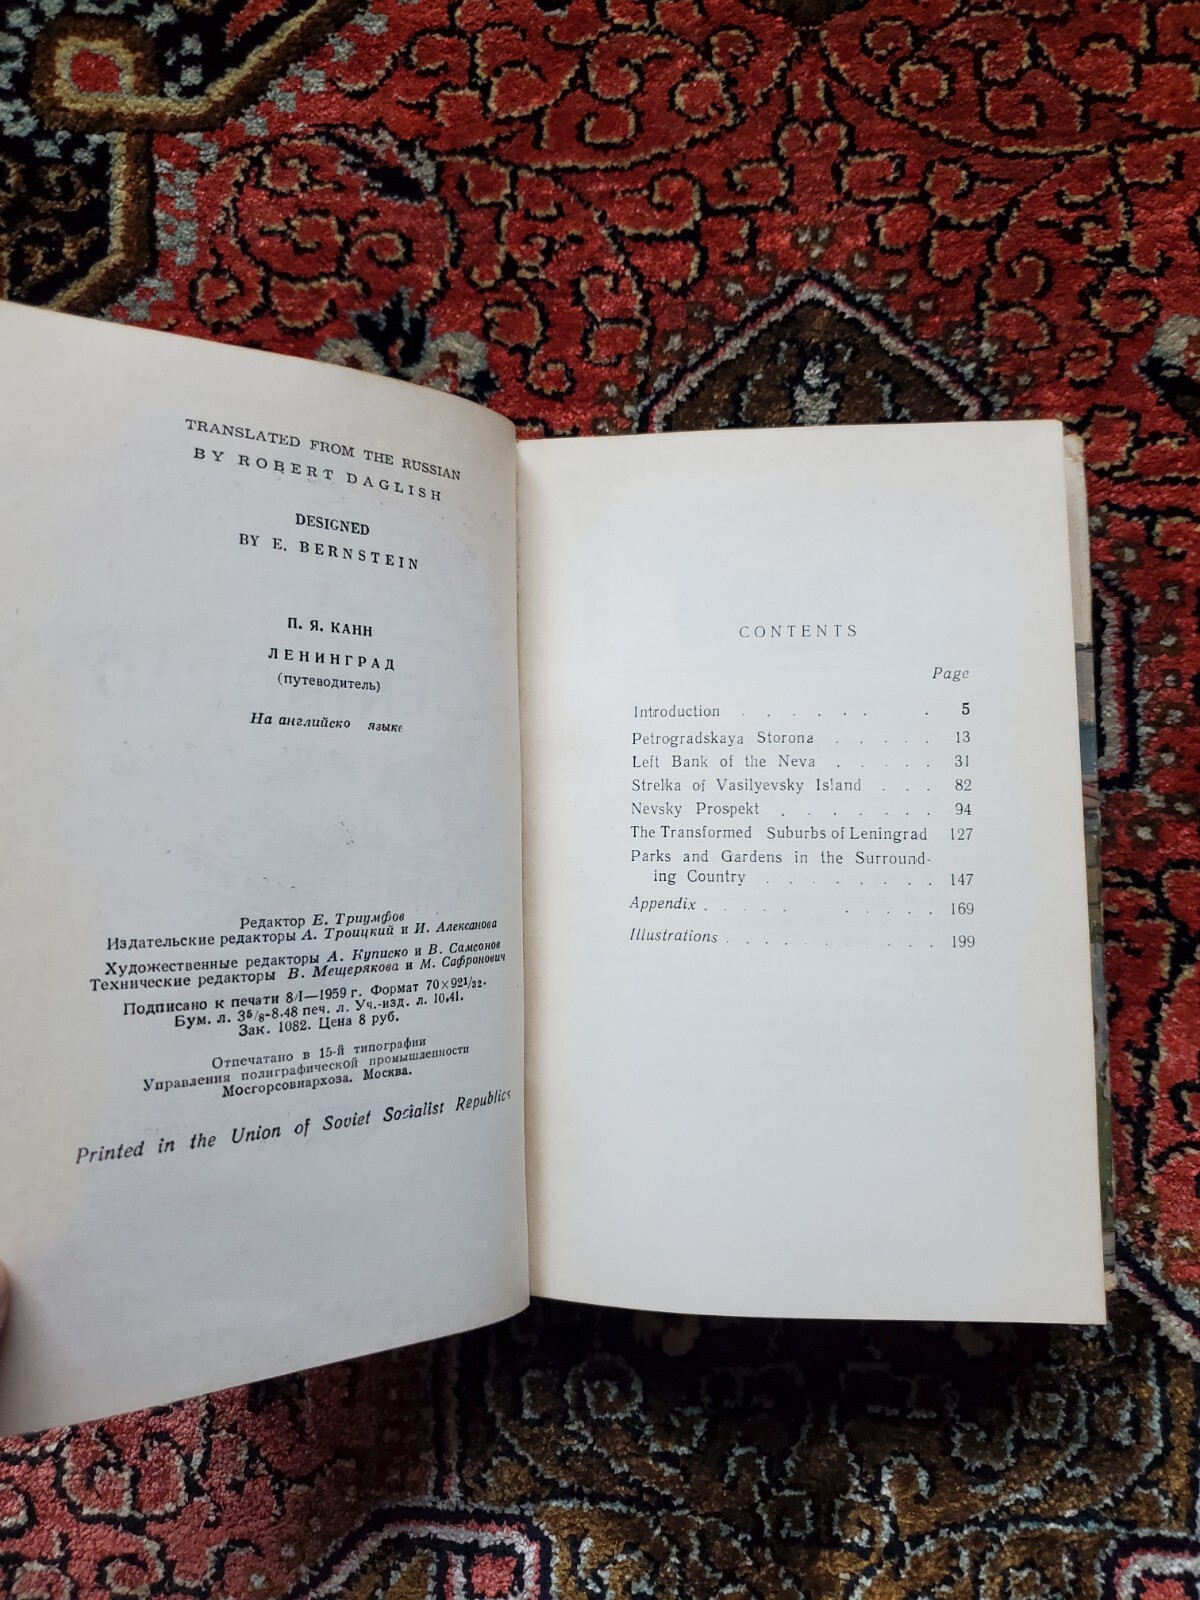 TRANSLATED FROM THE RUSSIAN
BY ROBERT DAGLISH
DESIGNED
BY E. BERNSTEIN
П. Я. КАНН
ЛЕНИНГРАД
(путеводитель)
На английско языке
Редактор Е. Триумфов
Издательские редакторы А. Троицкий и И. Алексанова
Художественные редакторы А. Куписко и В. Самсонов
Технические редакторы В. Мещерякова и М. Сафронович
Подписано к печати 8/I—1959 г. Формат 70×92 1/32.
Бум. л. 3 5/8-8,48 печ. л. Уч.-изд. л. 10,41.
Зак. 1082. Цена 8 руб.
Отпечатано в 15-й типографии
Управления полиграфической промышленности
Мосгорсовнархоза. Москва.
Printed in the Union of Soviet Socialist Republics
CONTENTS
Page
Introduction . . . . . . . 5
Petrogradskaya Storona . . . . . 13
Left Bank of the Neva . . . . . 31
Strelka of Vasilyevsky Island . . . 82
Nevsky Prospekt . . . . . . . 94
The Transformed Suburbs of Leningrad 127
Parks and Gardens in the Surround-
ing Country . . . . . . . . 147
Appendix . . . . . . . . . 169
Illustrations . . . . . . . . . . 199